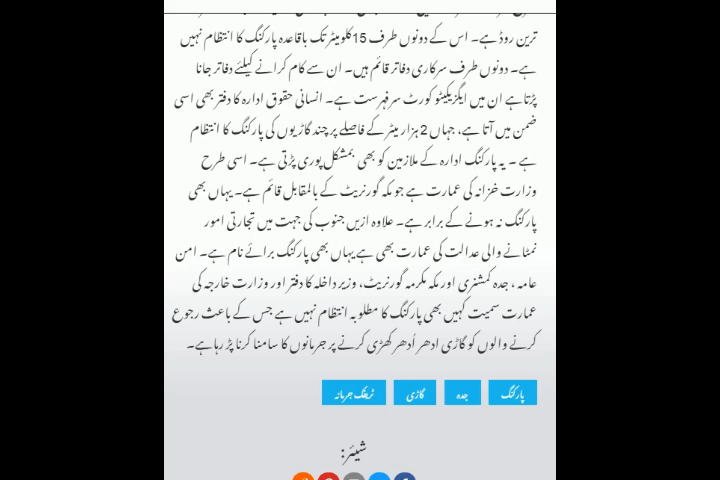 ترین روڈ ہے۔ اس کے دونوں طرف 15 کلو میٹر تک باقاعدہ پارکنگ کا انتظام نہیں
ہے۔ دونوں طرف سرکاری دفاتر قائم ہیں۔ ان سے کام کرانے کیلئے دفاتر جانا
پڑتا ہے ان میں ایگزیکٹیو کورٹ سر فہرست ہے۔ انسانی حقوق ادارہ کا دفتر بھی اسی
ضمن میں آتا ہے، جہاں 2 ہزار میٹر کے فاصلے پر چند گاڑیوں کی پارکنگ کا انتظام
ہے ۔ یہ پارکنگ ادارہ کے ملازمین کو بھی بمشکل پوری پڑتی ہے۔ اسی طرح
وزارت خزانہ کی عمارت ہے جو مکہ گورنریٹ کے بالمقابل قائم ہے۔ یہاں بھی
پارکنگ نہ ہونے کے برابر ہے۔ علاوہ ازیں جنوب کی جہت میں تجارتی امور
نمٹانے والی عدالت کی عمارت بھی ہے یہاں بھی پارکنگ برائے نام ہے۔ امن
عامہ ، جدہ کمشنری اور مکہ مکرمہ گورنریٹ، وزیر داخلہ کا دفتر اور وزارت خارجہ کی
عمارت سمیت کہیں بھی پارکنگ کا مطلوبہ انتظام نہیں ہے جس کے باعث رجوع
کرنے والوں کو گاڑی ادھر اُدھر کھڑی کرنے پر جرمانوں کا سامنا کرنا پڑ رہا ہے۔
پارکنگ جدہ گاڑی ٹریفک جرمانہ
شیئر: